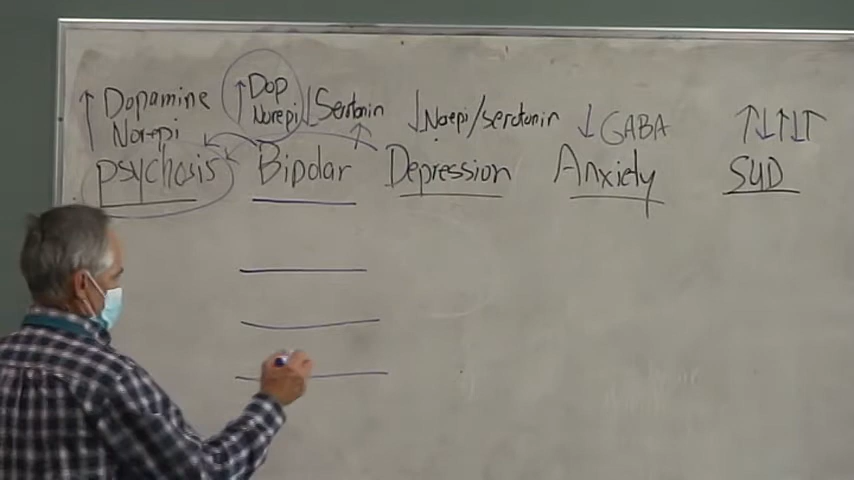 ↑ Dopamine
Norepi
psychosis
↑ Dop
Norepi
↓ Serotonin
Bipolar
↓ Norepi/serotonin
Depression
↓ GABA
Anxiety
↑↓↑↓↑
SUD